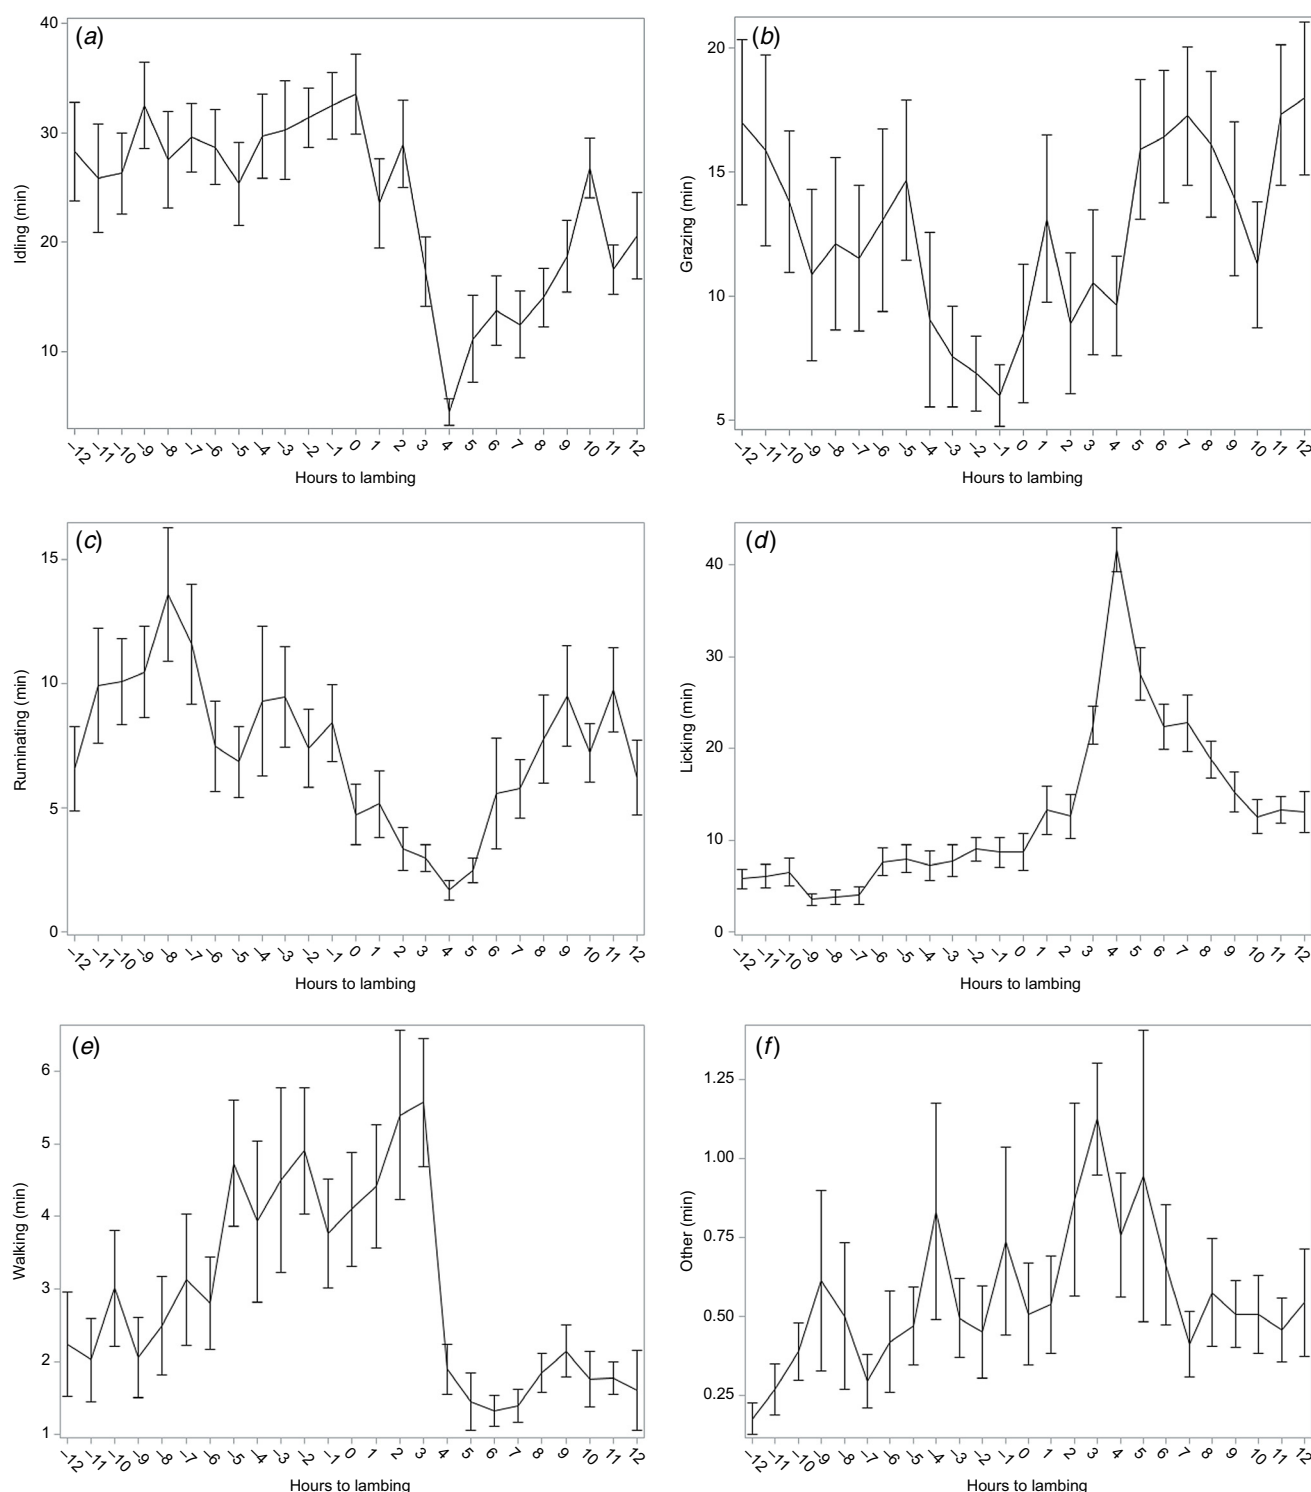 (a)
40
30
20
10
Idling (min)
–12 –11 –10 –9 –8 –7 –6 –5 –4 –3 –2 –1 0 1 2 3 4 5 6 7 8 9 10 11 12
Hours to lambing
(b)
20
15
10
5
Grazing (min)
–12 –11 –10 –9 –8 –7 –6 –5 –4 –3 –2 –1 0 1 2 3 4 5 6 7 8 9 10 11 12
Hours to lambing
(c)
15
10
5
0
Ruminating (min)
–12 –11 –10 –9 –8 –7 –6 –5 –4 –3 –2 –1 0 1 2 3 4 5 6 7 8 9 10 11 12
Hours to lambing
(d)
40
30
20
10
0
Licking (min)
–12 –11 –10 –9 –8 –7 –6 –5 –4 –3 –2 –1 0 1 2 3 4 5 6 7 8 9 10 11 12
Hours to lambing
(e)
6
5
4
3
2
1
Walking (min)
–12 –11 –10 –9 –8 –7 –6 –5 –4 –3 –2 –1 0 1 2 3 4 5 6 7 8 9 10 11 12
Hours to lambing
(f)
1.25
1.00
0.75
0.50
0.25
Other (min)
–12 –11 –10 –9 –8 –7 –6 –5 –4 –3 –2 –1 0 1 2 3 4 5 6 7 8 9 10 11 12
Hours to lambing